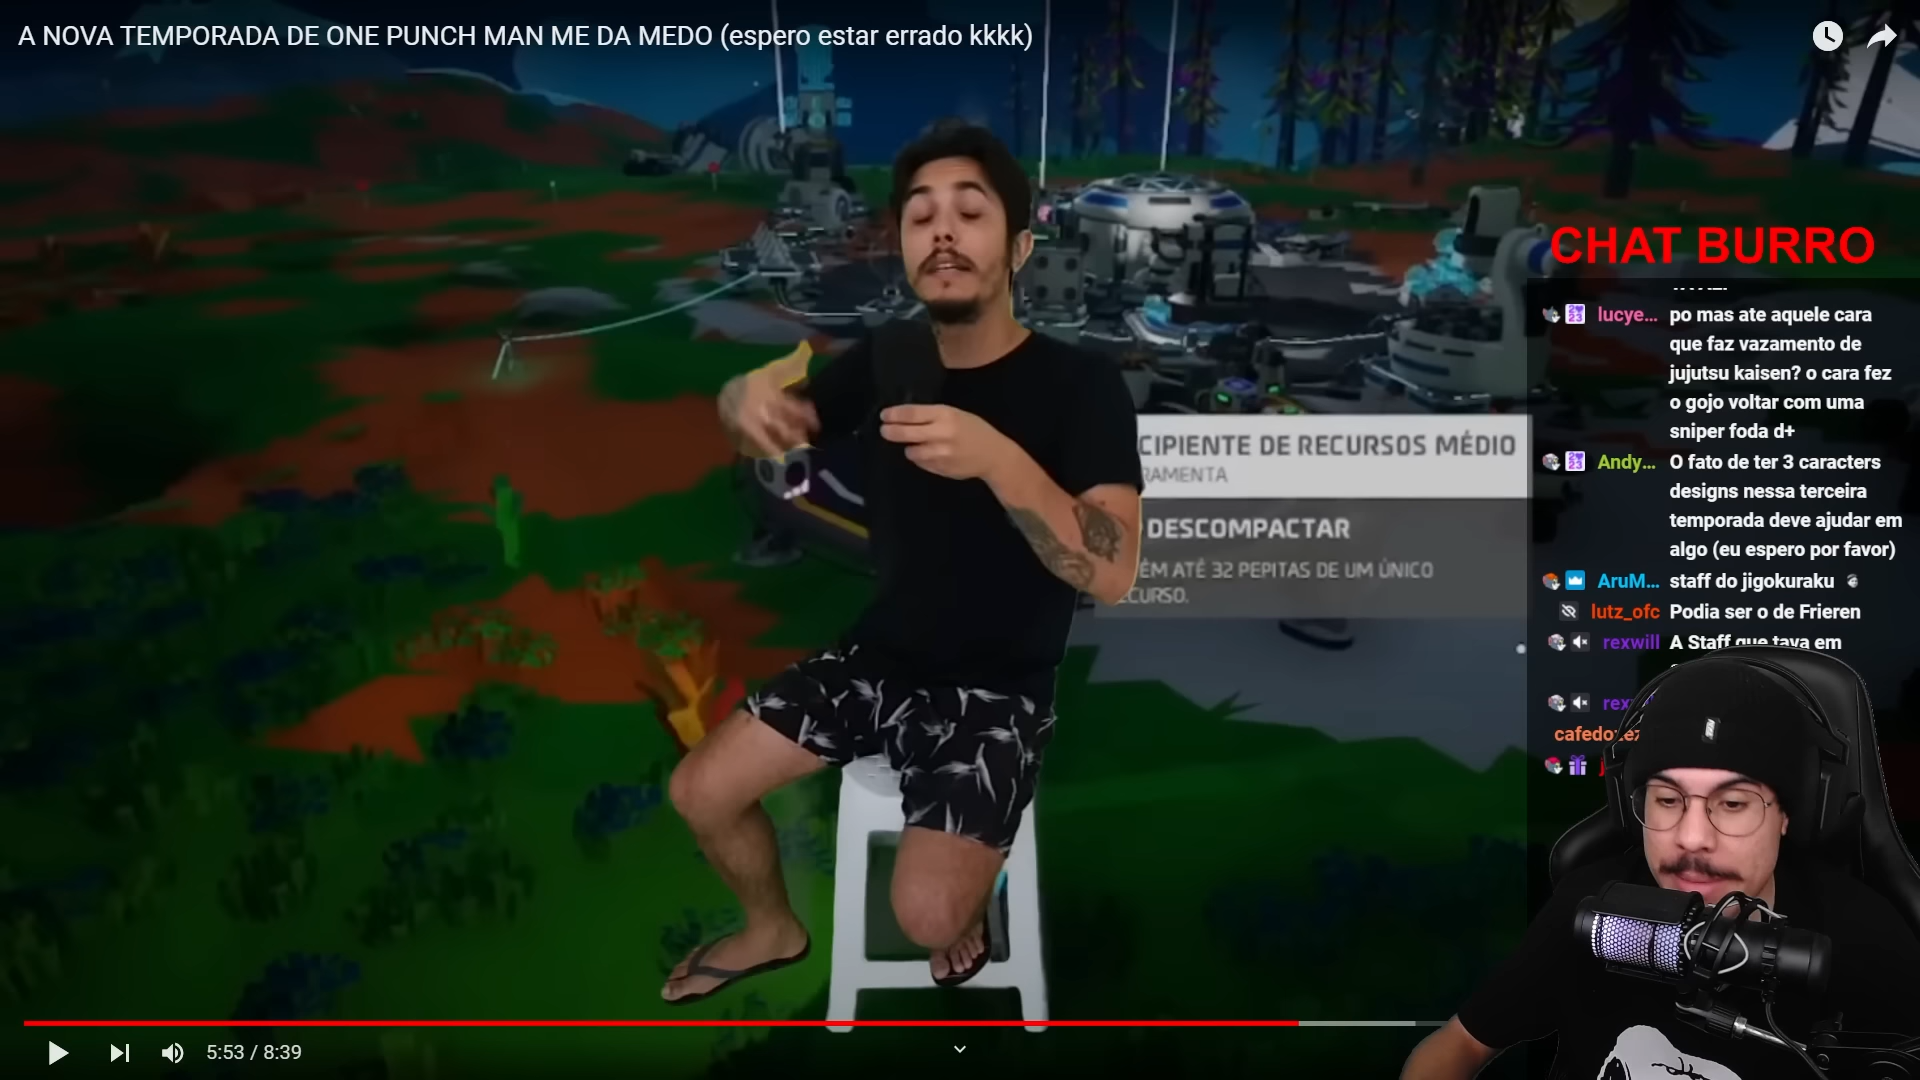 A NOVA TEMPORADA DE ONE PUNCH MAN ME DA MEDO (espero estar errado kkkk)
CHAT BURRO
lucye... po mas ate aquele cara
que faz vazamento de
jujutsu kaisen? o cara fez
o gojo voltar com uma
sniper foda d+
Andy... O fato de ter 3 caracters
designs nessa terceira
temporada deve ajudar em
algo (eu espero por favor)
AruM... staff do jigokuraku
lutz_ofc Podia ser o de Frieren
rexwill A Staff que tava em
CIPIENTE DE RECURSOS MÉDIO
RAMENTA
DESCOMPACTAR
ÉM ATÉ 32 PEPITAS DE UM ÚNICO
ECURSO.
5:53 / 8:39